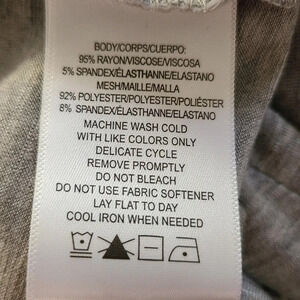 BODY/CORPS/CUERPO:
95% RAYON/VISCOSE/VISCOSA
5% SPANDEX/ÉLASTHANNE/ELASTANO
MESH/MAILLE/MALLA
92% POLYESTER/POLYESTER/POLIÉSTER
8% SPANDEX/ÉLASTHANNE/ELASTANO
MACHINE WASH COLD
WITH LIKE COLORS ONLY
DELICATE CYCLE
REMOVE PROMPTLY
DO NOT BLEACH
DO NOT USE FABRIC SOFTENER
LAY FLAT TO DAY
COOL IRON WHEN NEEDED